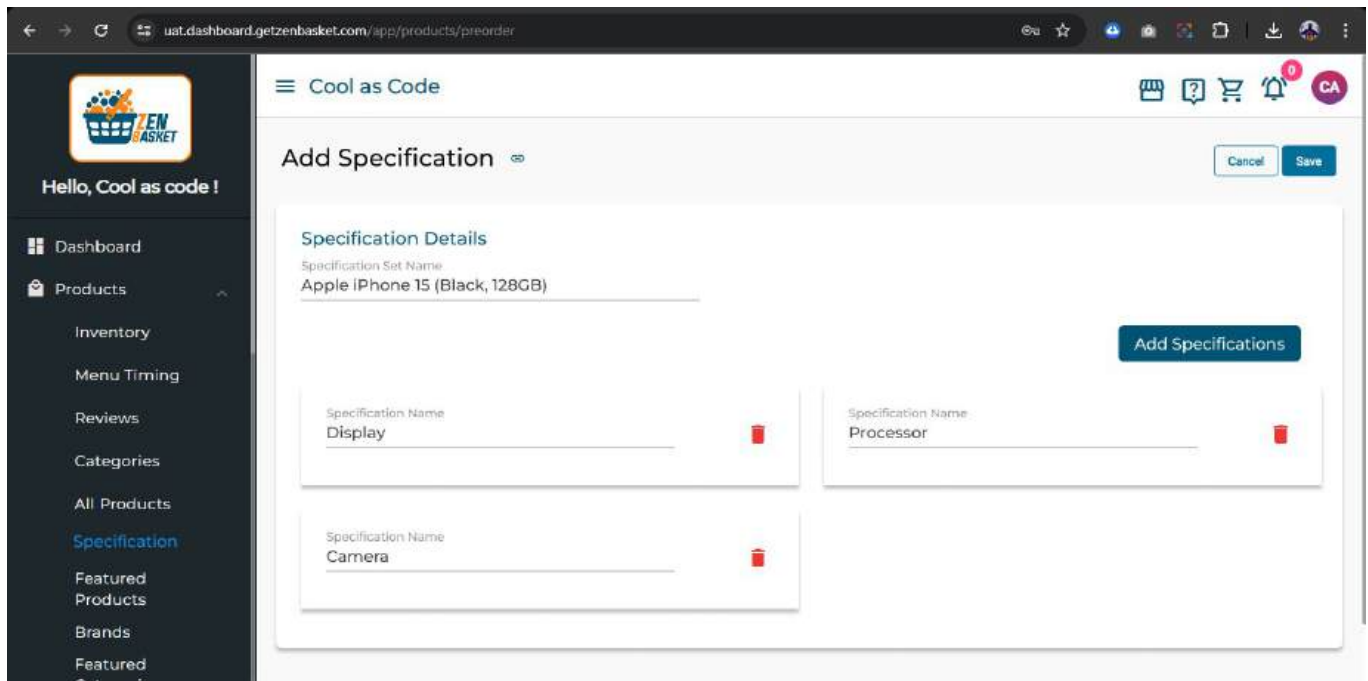 uat.dashboard.getzenbasket.com/app/products/preorder
ZEN
BASKET
Hello, Cool as code !
Dashboard
Products
Inventory
Menu Timing
Reviews
Categories
All Products
Specification
Featured
Products
Brands
Featured
Cool as Code
0
CA
Add Specification
Cancel
Save
Specification Details
Specification Set Name
Apple iPhone 15 (Black, 128GB)
Add Specifications
Specification Name
Display
Specification Name
Processor
Specification Name
Camera